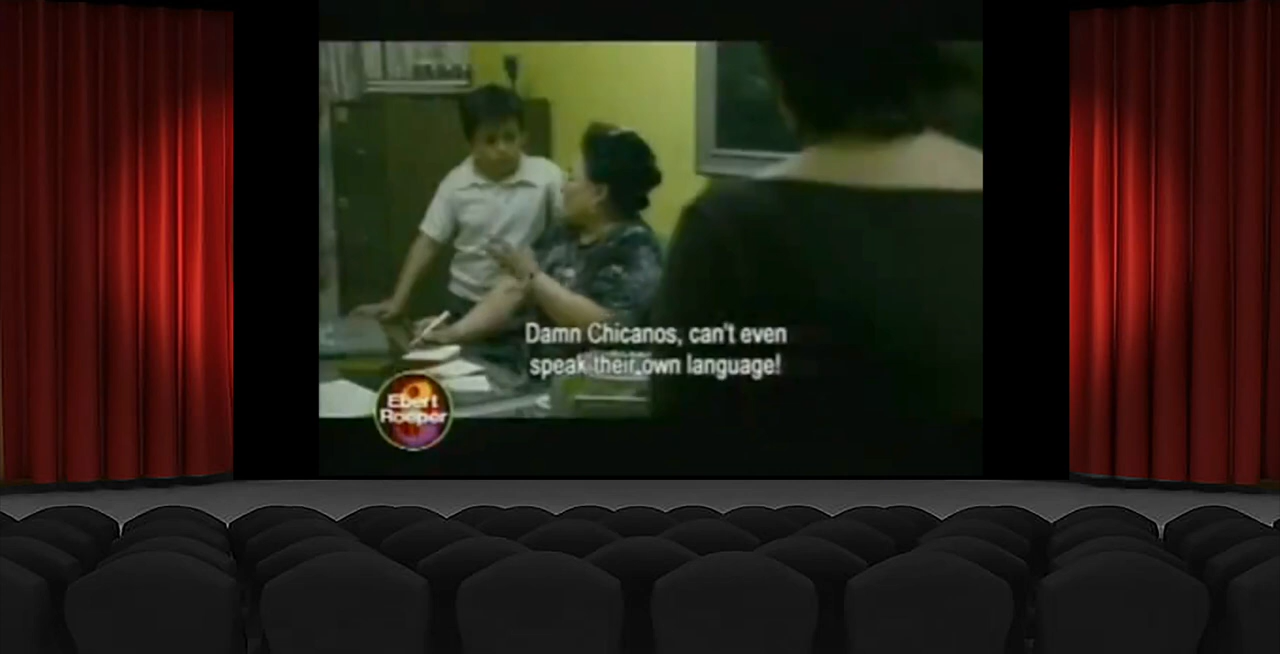 Damn Chicanos, can't even
speak their own language!
Ebert
Roeper